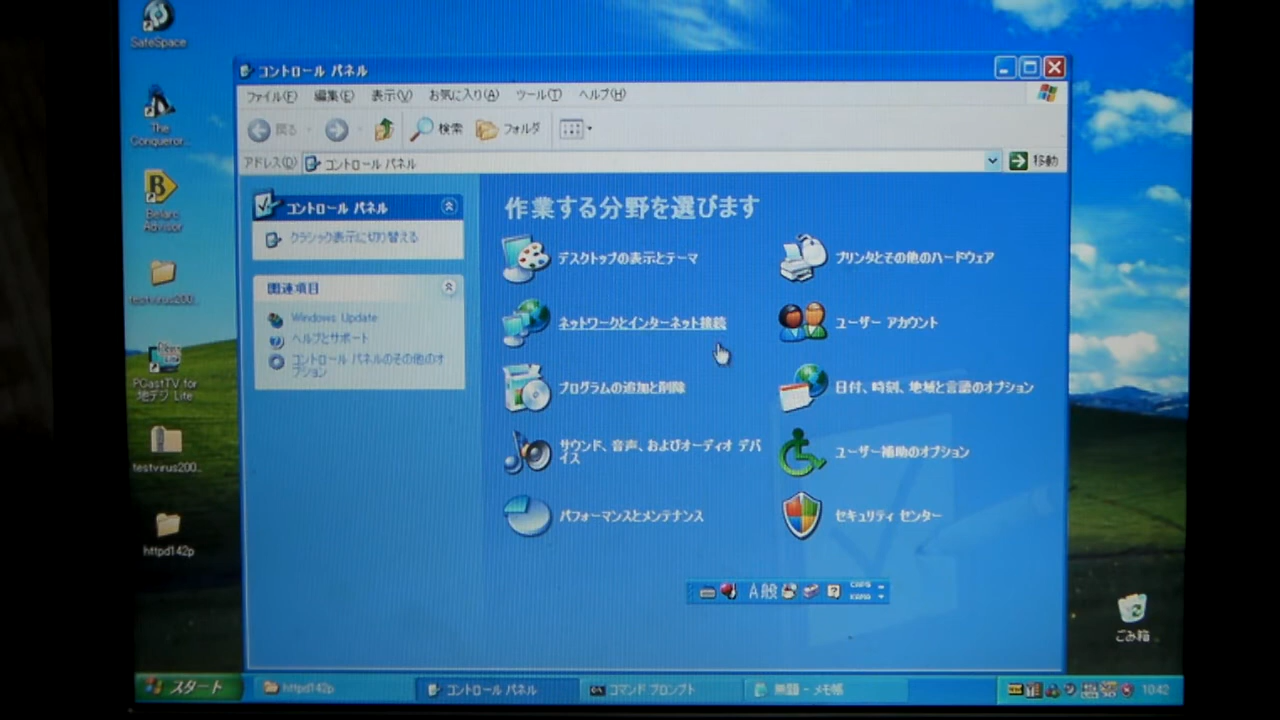 SafeSpace
The
Conqueror...
Belarc
Advisor
testvirus200...
PCastTV for
地デジ Lite
testvirus200...
httpd142p
コントロール パネル
ファイル(F) 編集(E) 表示(V) お気に入り(A) ツール(T) ヘルプ(H)
戻る 検索 フォルダ
アドレス(D) コントロール パネル 移動
コントロール パネル
クラシック表示に切り替える
関連項目
Windows Update
ヘルプとサポート
コントロール パネルのその他のオ
プション
作業する分野を選びます
デスクトップの表示とテーマ
プリンタとその他のハードウェア
ネットワークとインターネット接続
ユーザー アカウント
プログラムの追加と削除
日付、時刻、地域と言語のオプション
サウンド、音声、およびオーディオ デバ
イス
ユーザー補助のオプション
パフォーマンスとメンテナンス
セキュリティ センター
A 般
CAPS
KANA
ごみ箱
スタート httpd142p コントロール パネル コマンド プロンプト 無題 - メモ帳 10:42